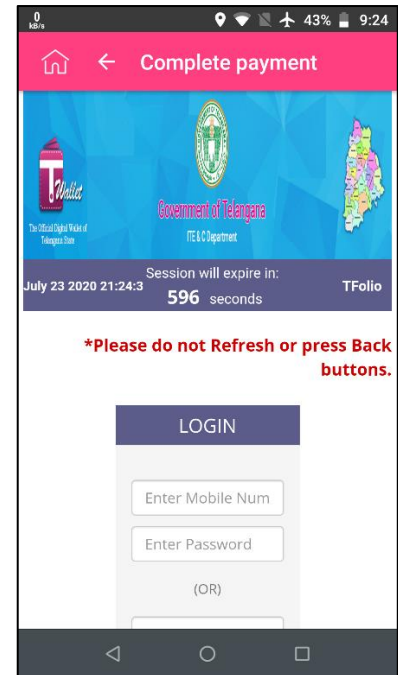 0
kB/s
43% 9:24
Complete payment
T Wallet
The Official Digital Wallet of
Telangana State
Government of Telangana
ITE & C Department
July 23 2020 21:24:3
Session will expire in:
596 seconds
TFolio
*Please do not Refresh or press Back
buttons.
LOGIN
Enter Mobile Num
Enter Password
(OR)